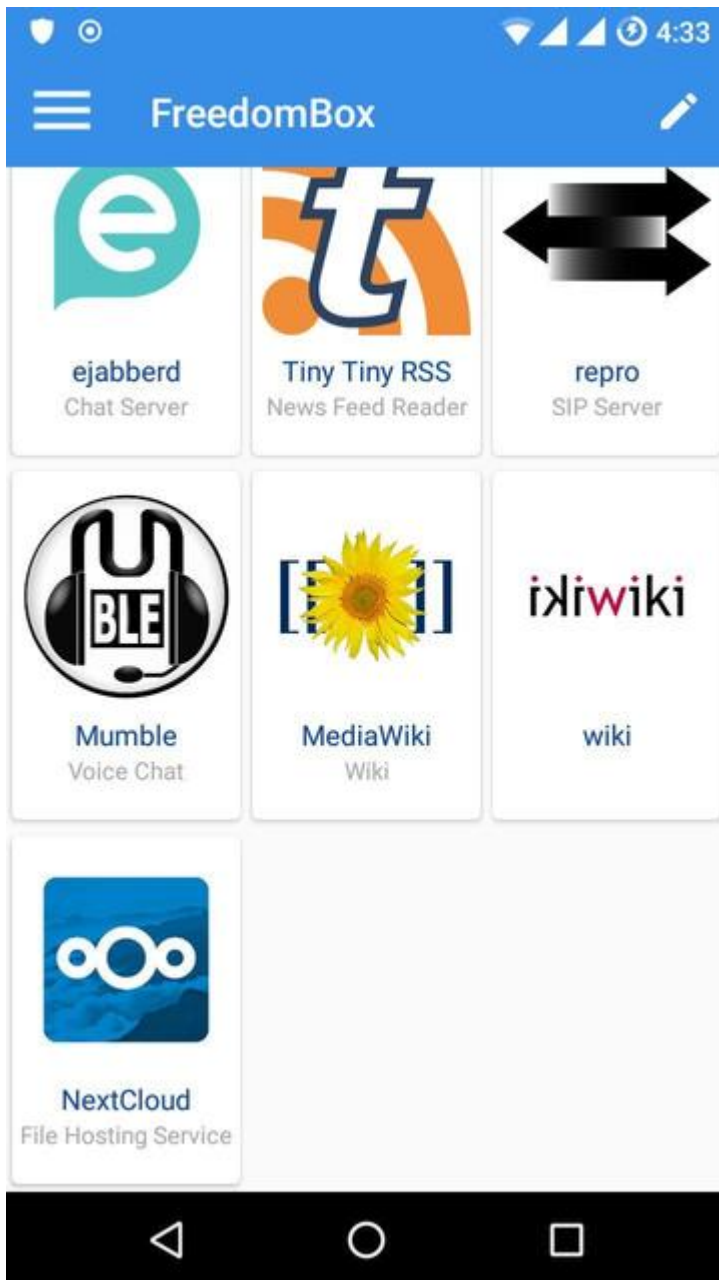 4:33
FreedomBox
e
t
ejabberd
Tiny Tiny RSS
repro
Chat Server
News Feed Reader
SIP Server
BLE
[[ ]]
ikiwiki
Mumble
MediaWiki
wiki
Voice Chat
Wiki
NextCloud
File Hosting Service